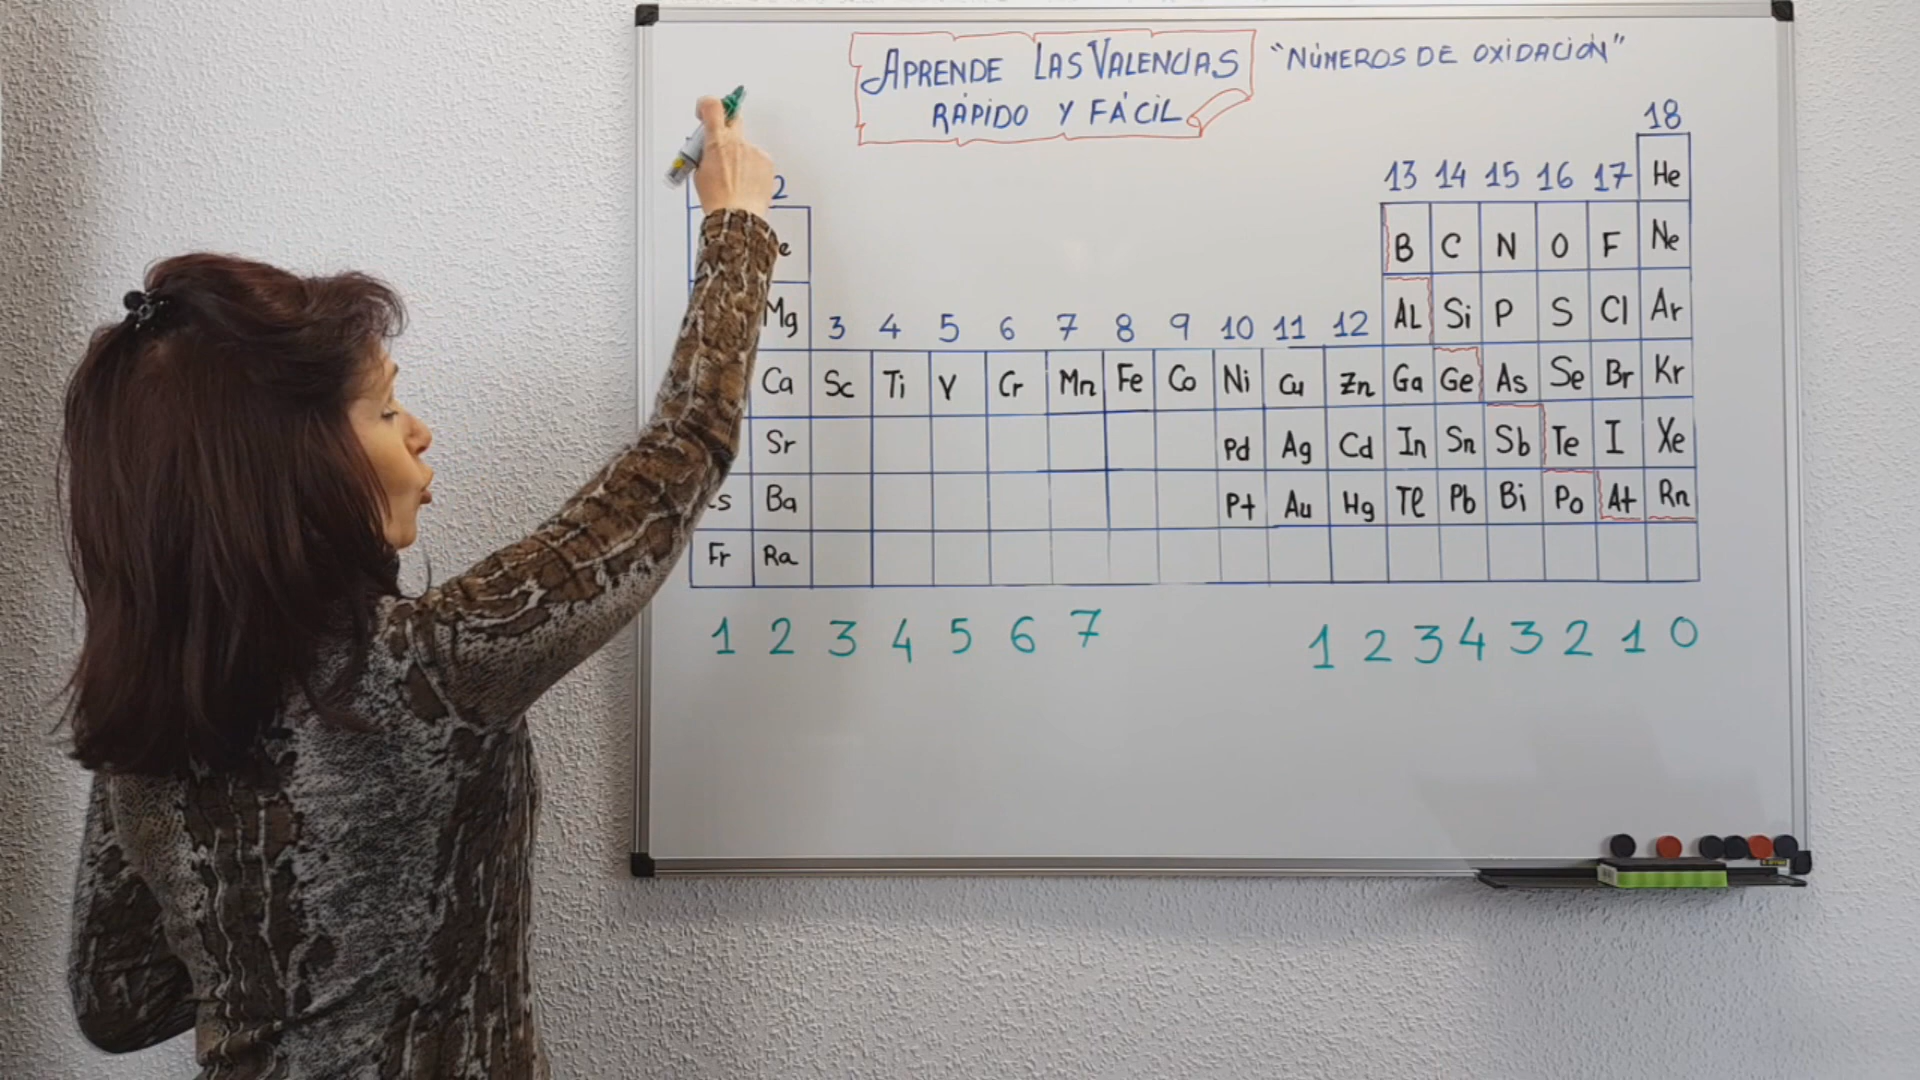 APRENDE LAS VALENCIAS "NÚMEROS DE OXIDACIÓN"
RÁPIDO Y FÁCIL
18
2 13 14 15 16 17 He
e B C N O F Ne
Mg 3 4 5 6 7 8 9 10 11 12 AL Si P S Cl Ar
Ca Sc Ti V Cr Mn Fe Co Ni Cu Zn Ga Ge As Se Br Kr
Sr Pd Ag Cd In Sn Sb Te I Xe
s Ba Pt Au Hg Tl Pb Bi Po At Rn
Fr Ra
1 2 3 4 5 6 7 1 2 3 4 3 2 1 0